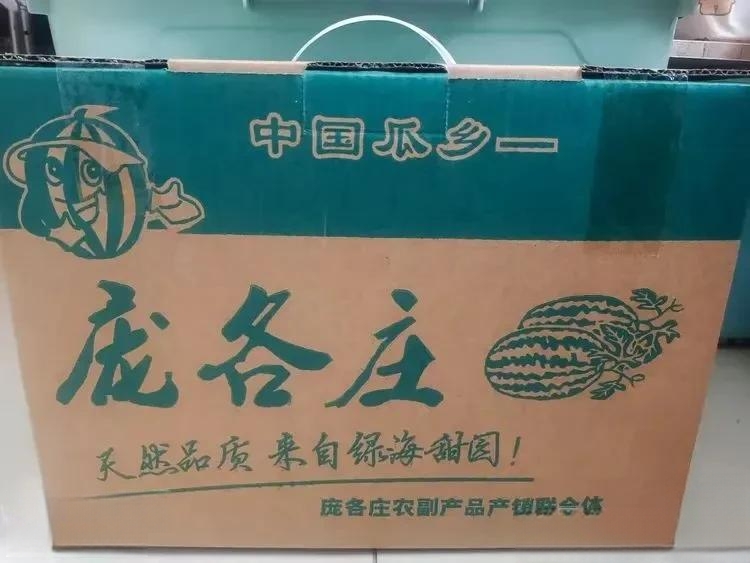 中国瓜乡—
庞各庄
天然品质 来自绿海甜园!
庞各庄农副产品产销联合体